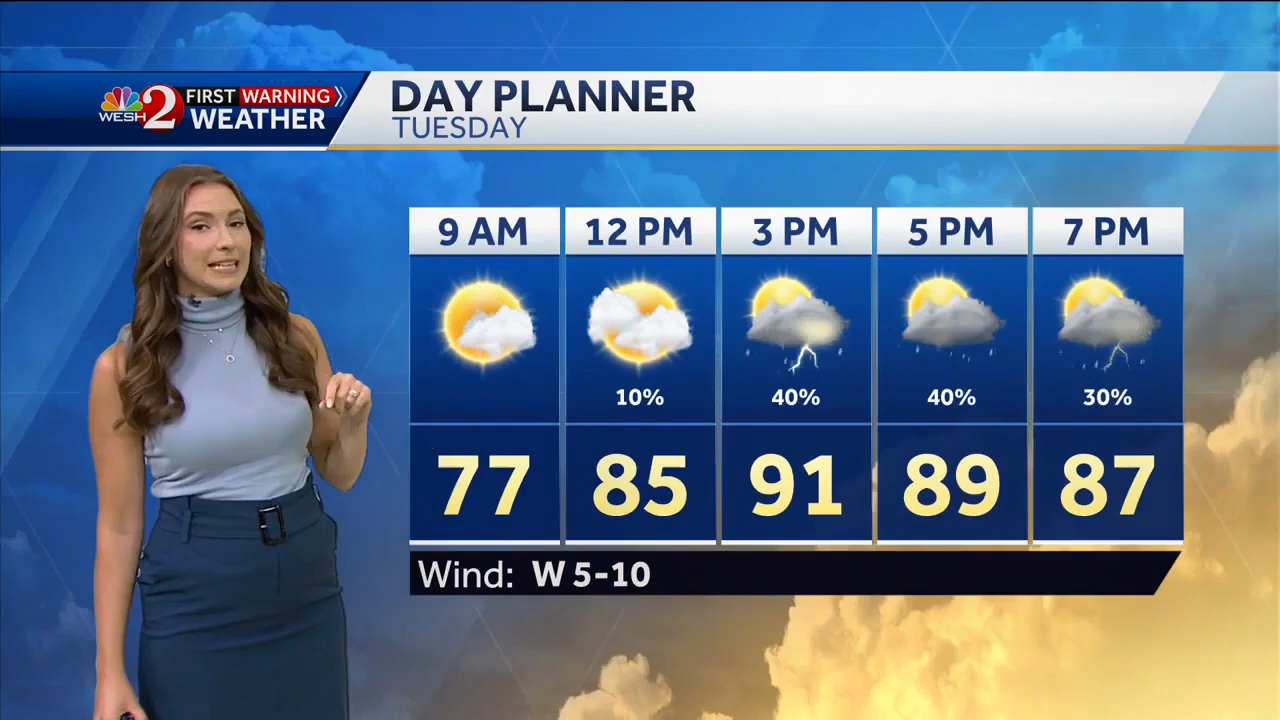 WESH 2 FIRST WARNING
WEATHER
DAY PLANNER
TUESDAY
9 AM 12 PM 3 PM 5 PM 7 PM
10% 40% 40% 30%
77 85 91 89 87
Wind: W 5-10